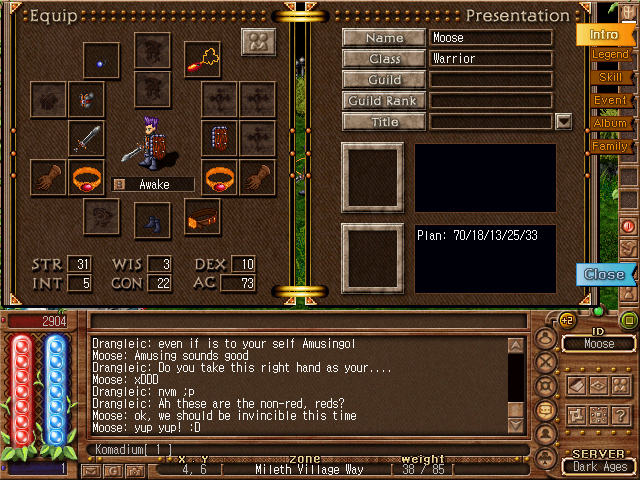 Equip
Presentation
Name Moose
Class Warrior
Guild
Guild Rank
Title
Intro
Legend
Skill
Event
Album
Family
Close
Awake
Plan: 70/18/13/25/33
STR 31 WIS 3 DEX 10
INT 5 CON 22 AC 73
2904
Drangleic: even if is to your self Amusingol
Moose: Amusing sounds good
Drangleic: Do you take this right hand as your....
Moose: xDDD
Drangleic: nvm ;p
Drangleic: Ah these are the non-red, reds?
Moose: ok, we should be invincible this time
Moose: yup yup! :D
Komadium[ 1 ]
x y zone weight
1
4, 6 Mileth Village Way 38 / 85
+2
ID
Moose
?
SERVER
Dark Ages